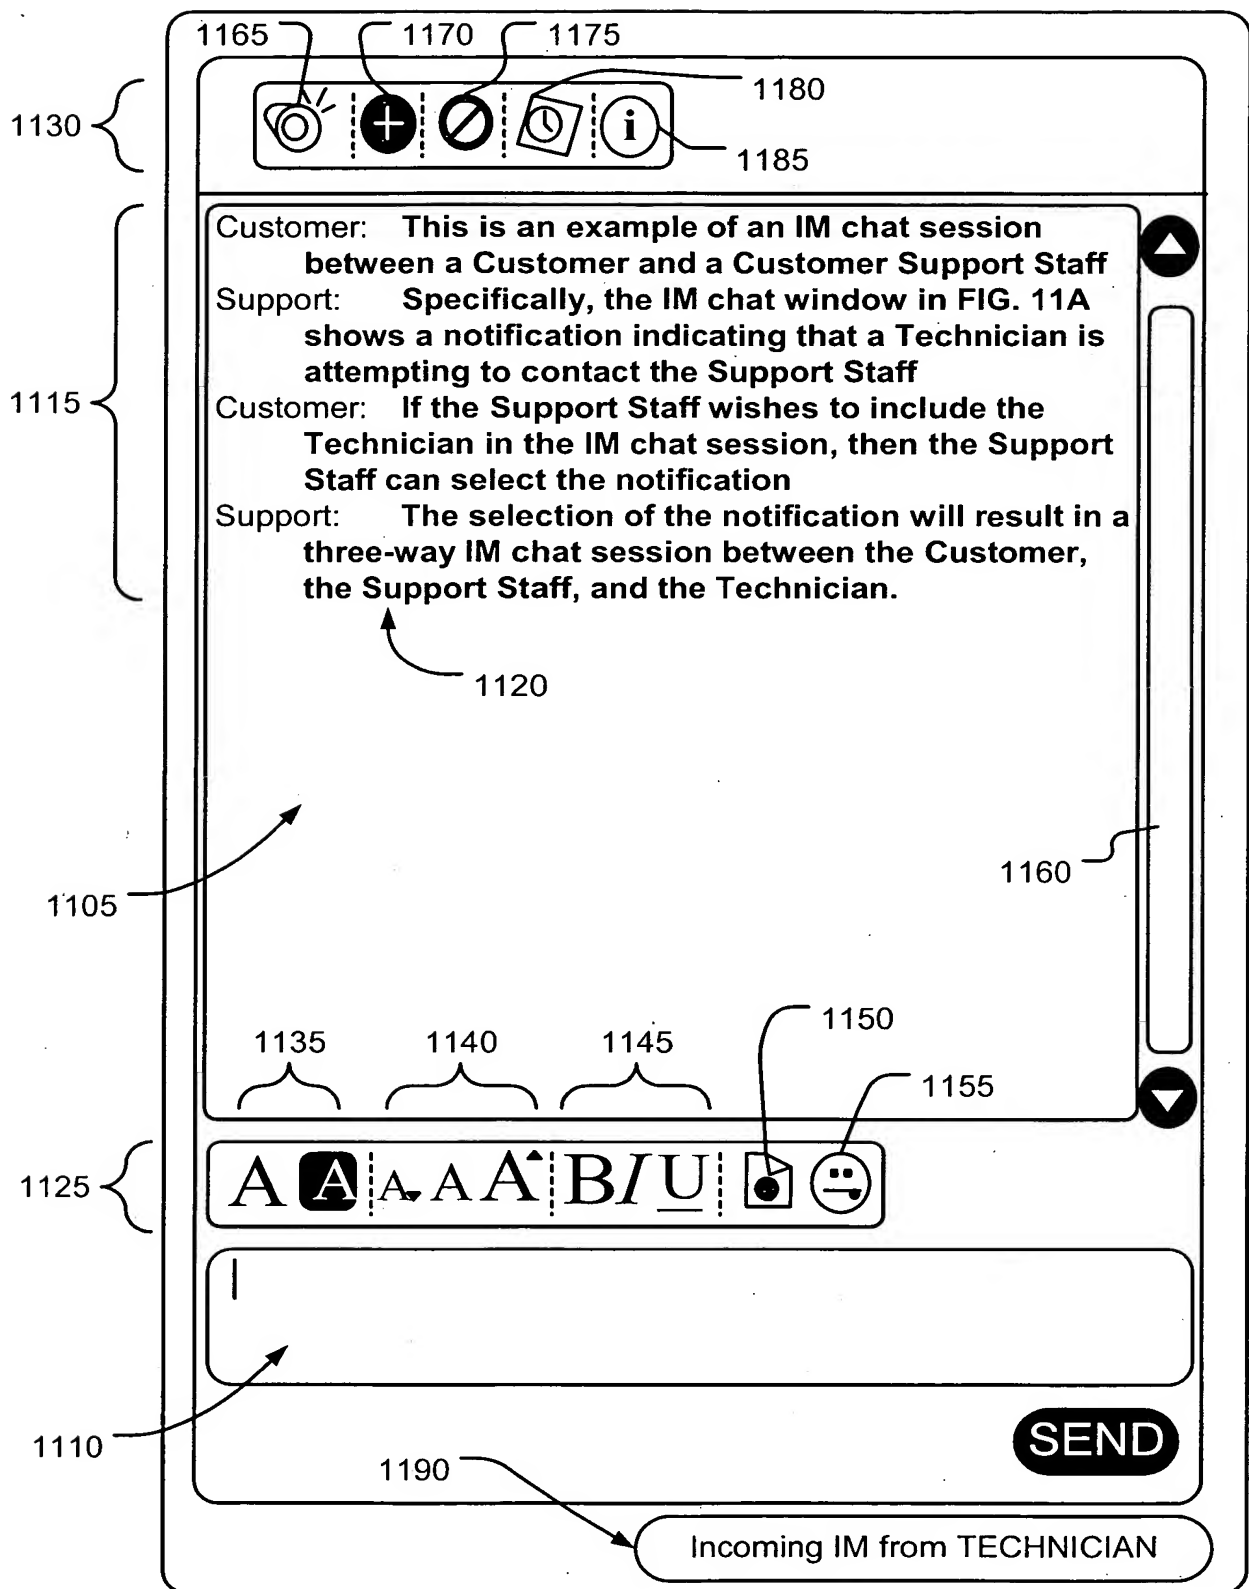 1165 1170 1175
1180
1130
i
1185
Customer: This is an example of an IM chat session
between a Customer and a Customer Support Staff
Support: Specifically, the IM chat window in FIG. 11A
shows a notification indicating that a Technician is
attempting to contact the Support Staff
1115
Customer: If the Support Staff wishes to include the
Technician in the IM chat session, then the Support
Staff can select the notification
Support: The selection of the notification will result in a
three-way IM chat session between the Customer,
the Support Staff, and the Technician.
1120
1160
1105
1150
1135 1140 1145
1155
1125
A A A A A B I U
1110
SEND
1190
Incoming IM from TECHNICIAN